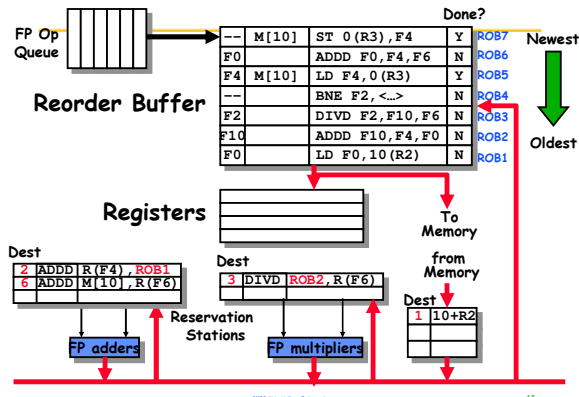 Done?
FP Op
Queue
-- M[10] ST 0(R3),F4 Y ROB7
Newest
F0 ADDD F0,F4,F6 N ROB6
F4 M[10] LD F4,0(R3) Y ROB5
-- BNE F2,<…> N ROB4
Reorder Buffer
F2 DIVD F2,F10,F6 N ROB3
F10 ADDD F10,F4,F0 N ROB2
Oldest
F0 LD F0,10(R2) N ROB1
Registers
To
Memory
Dest
2 ADDD R(F4),ROB1
6 ADDD M[10],R(F6)
Dest
3 DIVD ROB2,R(F6)
from
Memory
Dest
1 10+R2
Reservation
Stations
FP adders
FP multipliers